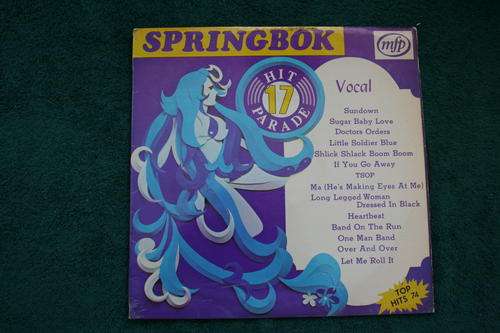 SPRINGBOK
mfp
HIT
17
PARADE
Vocal
Sundown
Sugar Baby Love
Doctors Orders
Little Soldier Blue
Shlick Shlack Boom Boom
If You Go Away
TSOP
Ma (He's Making Eyes At Me)
Long Legged Woman
Dressed In Black
Heartbeat
Band On The Run
One Man Band
Over And Over
Let Me Roll It
TOP
HITS 74